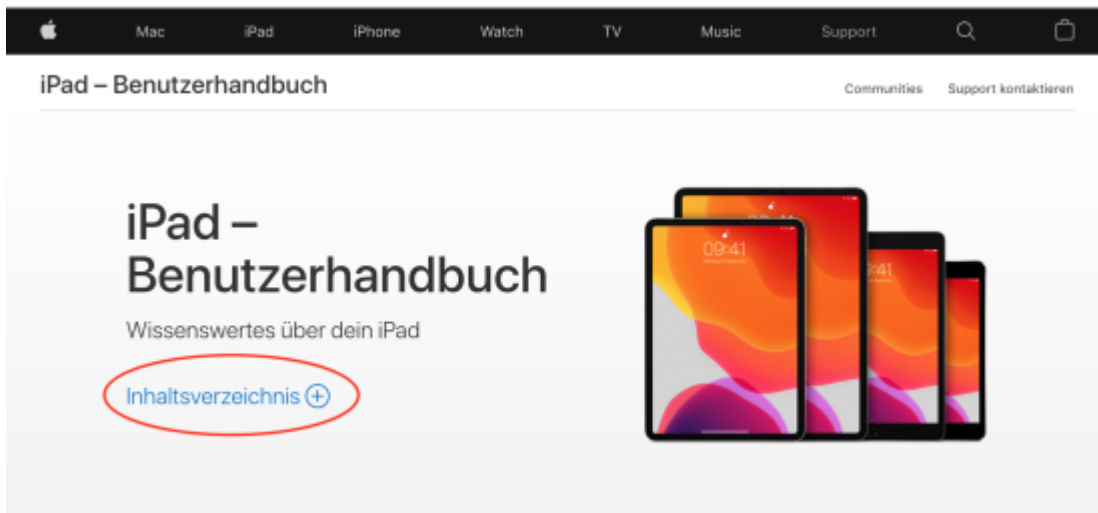 Mac iPad iPhone Watch TV Music Support
iPad – Benutzerhandbuch
Communities Support kontaktieren
iPad –
Benutzerhandbuch
Wissenswertes über dein iPad
Inhaltsverzeichnis
09:41